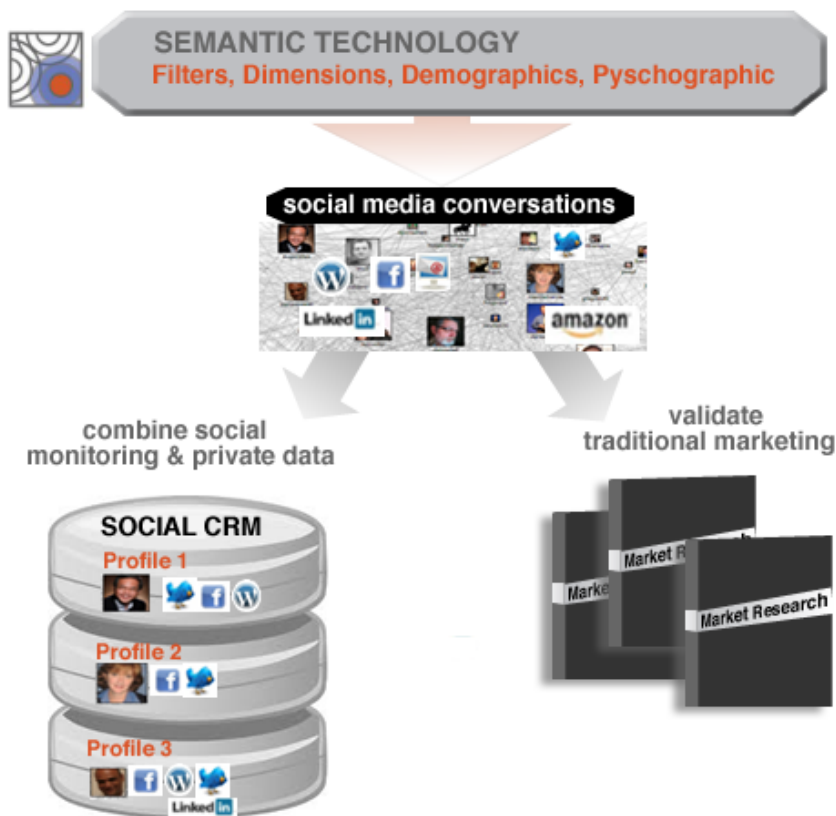 SEMANTIC TECHNOLOGY
Filters, Dimensions, Demographics, Pyschographic
social media conversations
Linked in
amazon
combine social
monitoring & private data
validate
traditional marketing
SOCIAL CRM
Profile 1
Profile 2
Profile 3
Linked in
Market Research
Marke
Market Research